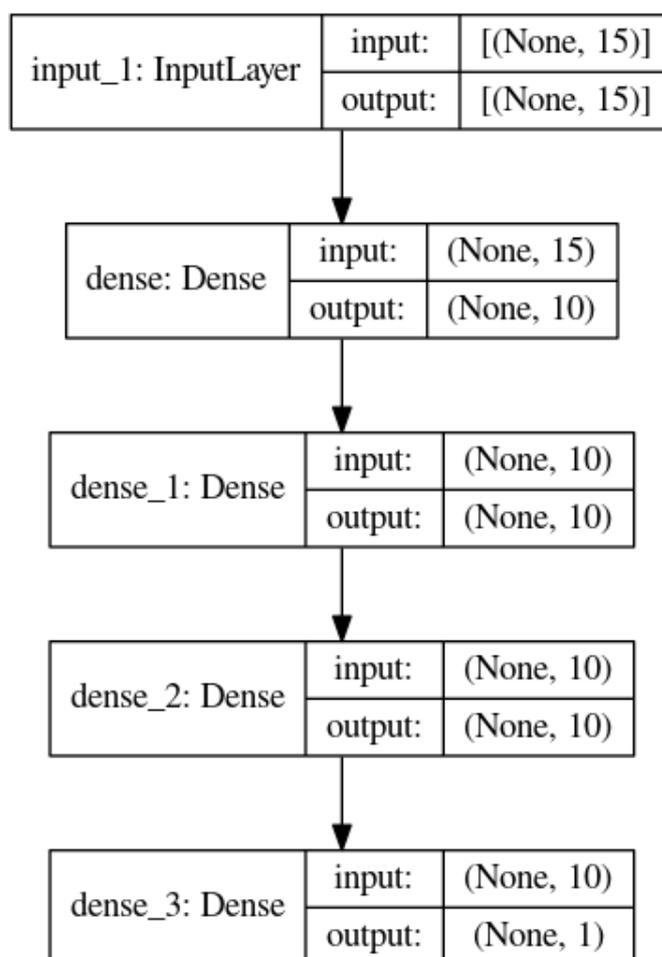 input_1: InputLayer
input: [(None, 15)]
output: [(None, 15)]
dense: Dense
input: (None, 15)
output: (None, 10)
dense_1: Dense
input: (None, 10)
output: (None, 10)
dense_2: Dense
input: (None, 10)
output: (None, 10)
dense_3: Dense
input: (None, 10)
output: (None, 1)